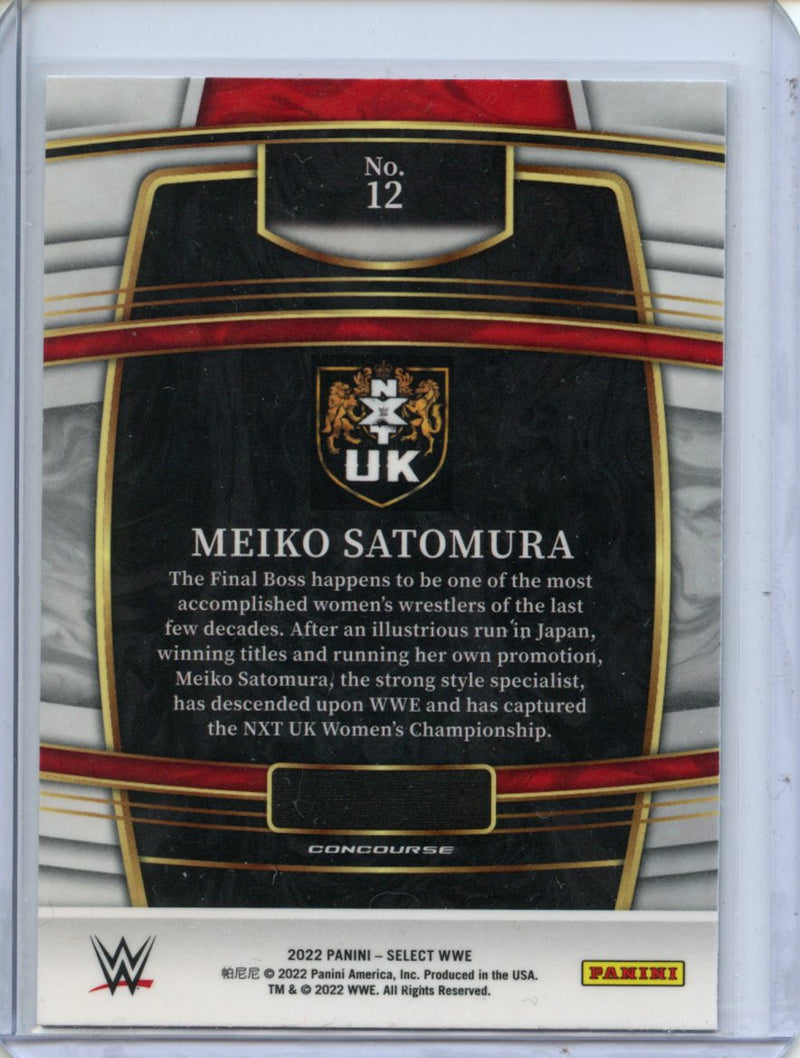 No.
12
NXT
UK
MEIKO SATOMURA
The Final Boss happens to be one of the most
accomplished women's wrestlers of the last
few decades. After an illustrious run in Japan,
winning titles and running her own promotion,
Meiko Satomura, the strong style specialist,
has descended upon WWE and has captured
the NXT UK Women's Championship.
CONCOURSE
W
2022 PANINI – SELECT WWE
帕尼尼 © 2022 Panini America, Inc. Produced in the USA.
TM & © 2022 WWE. All Rights Reserved.
PANINI